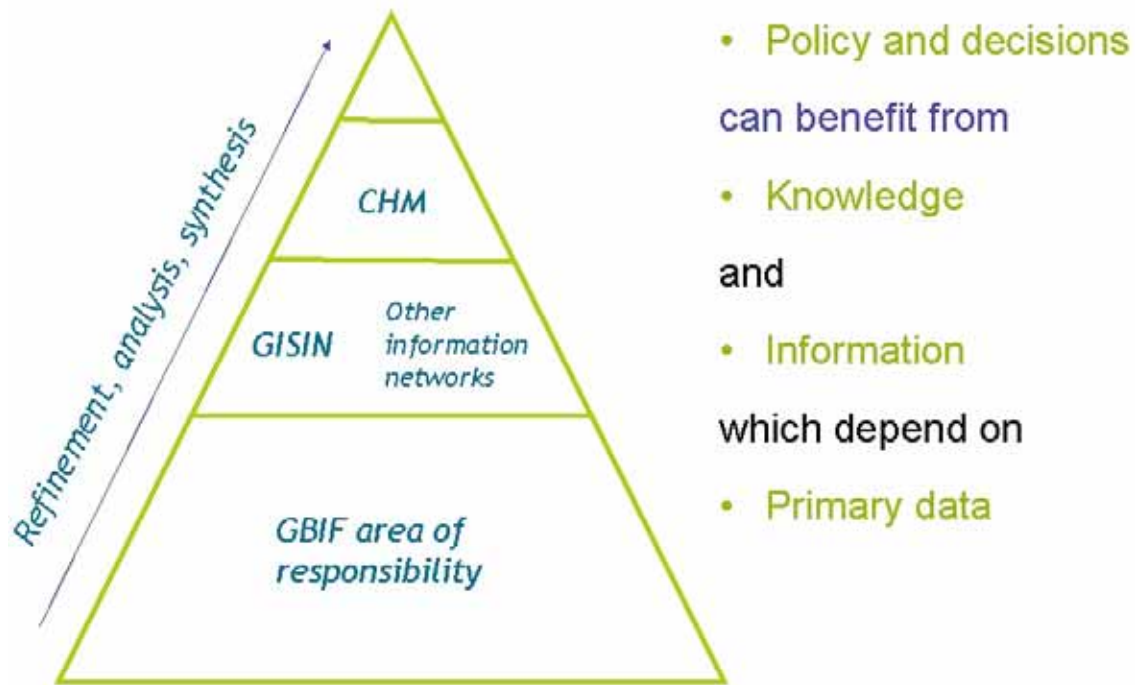 Refinement, analysis, synthesis
CHM
GISIN
Other
information
networks
GBIF area of
responsibility
• Policy and decisions
can benefit from
• Knowledge
and
• Information
which depend on
• Primary data